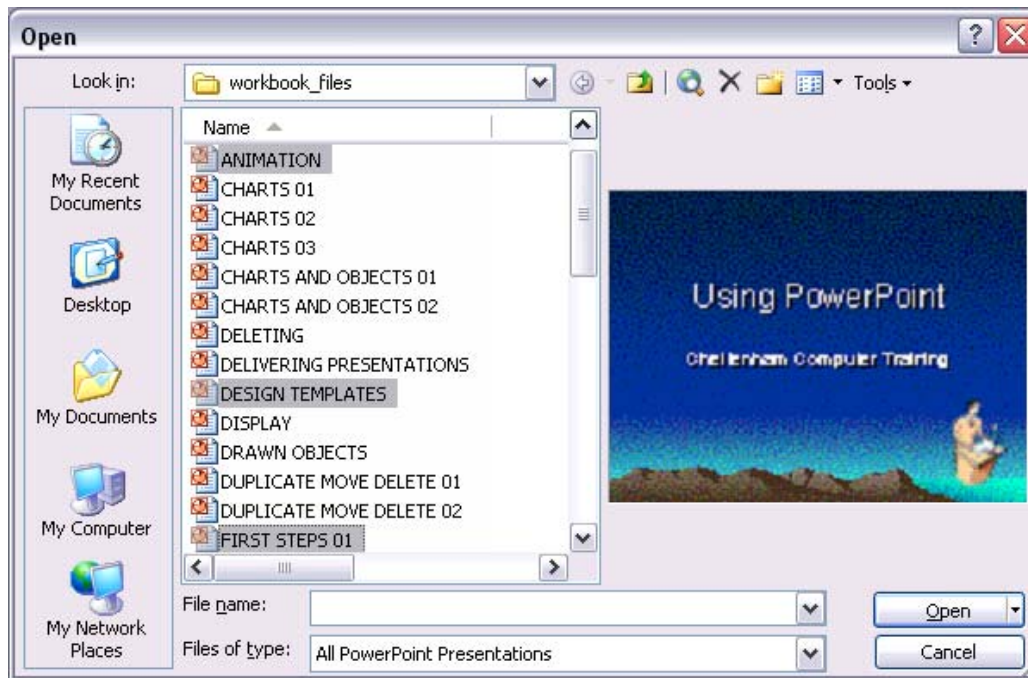 Open
Look in:
workbook_files
Tools
My Recent
Documents
Desktop
My Documents
My Computer
My Network
Places
Name
ANIMATION
CHARTS 01
CHARTS 02
CHARTS 03
CHARTS AND OBJECTS 01
CHARTS AND OBJECTS 02
DELETING
DELIVERING PRESENTATIONS
DESIGN TEMPLATES
DISPLAY
DRAWN OBJECTS
DUPLICATE MOVE DELETE 01
DUPLICATE MOVE DELETE 02
FIRST STEPS 01
Using PowerPoint
Cheltenham Computer Training
File name:
Open
Files of type:
All PowerPoint Presentations
Cancel